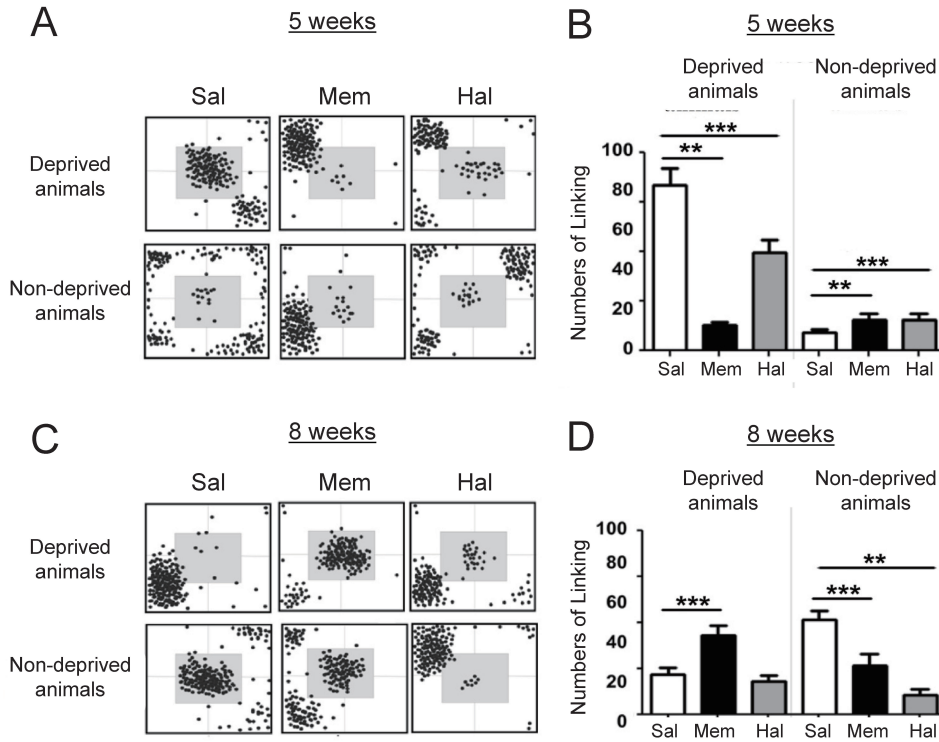 A
5 weeks
Sal Mem Hal
Deprived
animals
Non-deprived
animals
B
5 weeks
Deprived
animals
Non-deprived
animals
***
**
***
**
Numbers of Linking
100
80
40
20
0
Sal Mem Hal Sal Mem Hal
C
8 weeks
Sal Mem Hal
Deprived
animals
Non-deprived
animals
D
8 weeks
Deprived
animals
Non-deprived
animals
**
***
***
Numbers of Linking
100
80
60
40
20
0
Sal Mem Hal Sal Mem Hal